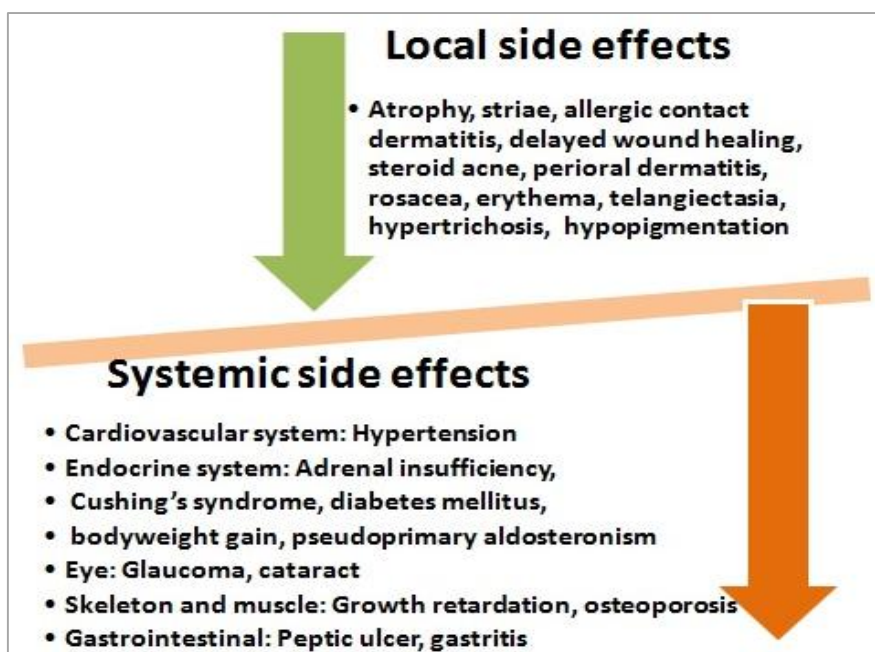 Local side effects
• Atrophy, striae, allergic contact
dermatitis, delayed wound healing,
steroid acne, perioral dermatitis,
rosacea, erythema, telangiectasia,
hypertrichosis, hypopigmentation
Systemic side effects
• Cardiovascular system: Hypertension
• Endocrine system: Adrenal insufficiency,
• Cushing’s syndrome, diabetes mellitus,
• bodyweight gain, pseudoprimary aldosteronism
• Eye: Glaucoma, cataract
• Skeleton and muscle: Growth retardation, osteoporosis
• Gastrointestinal: Peptic ulcer, gastritis